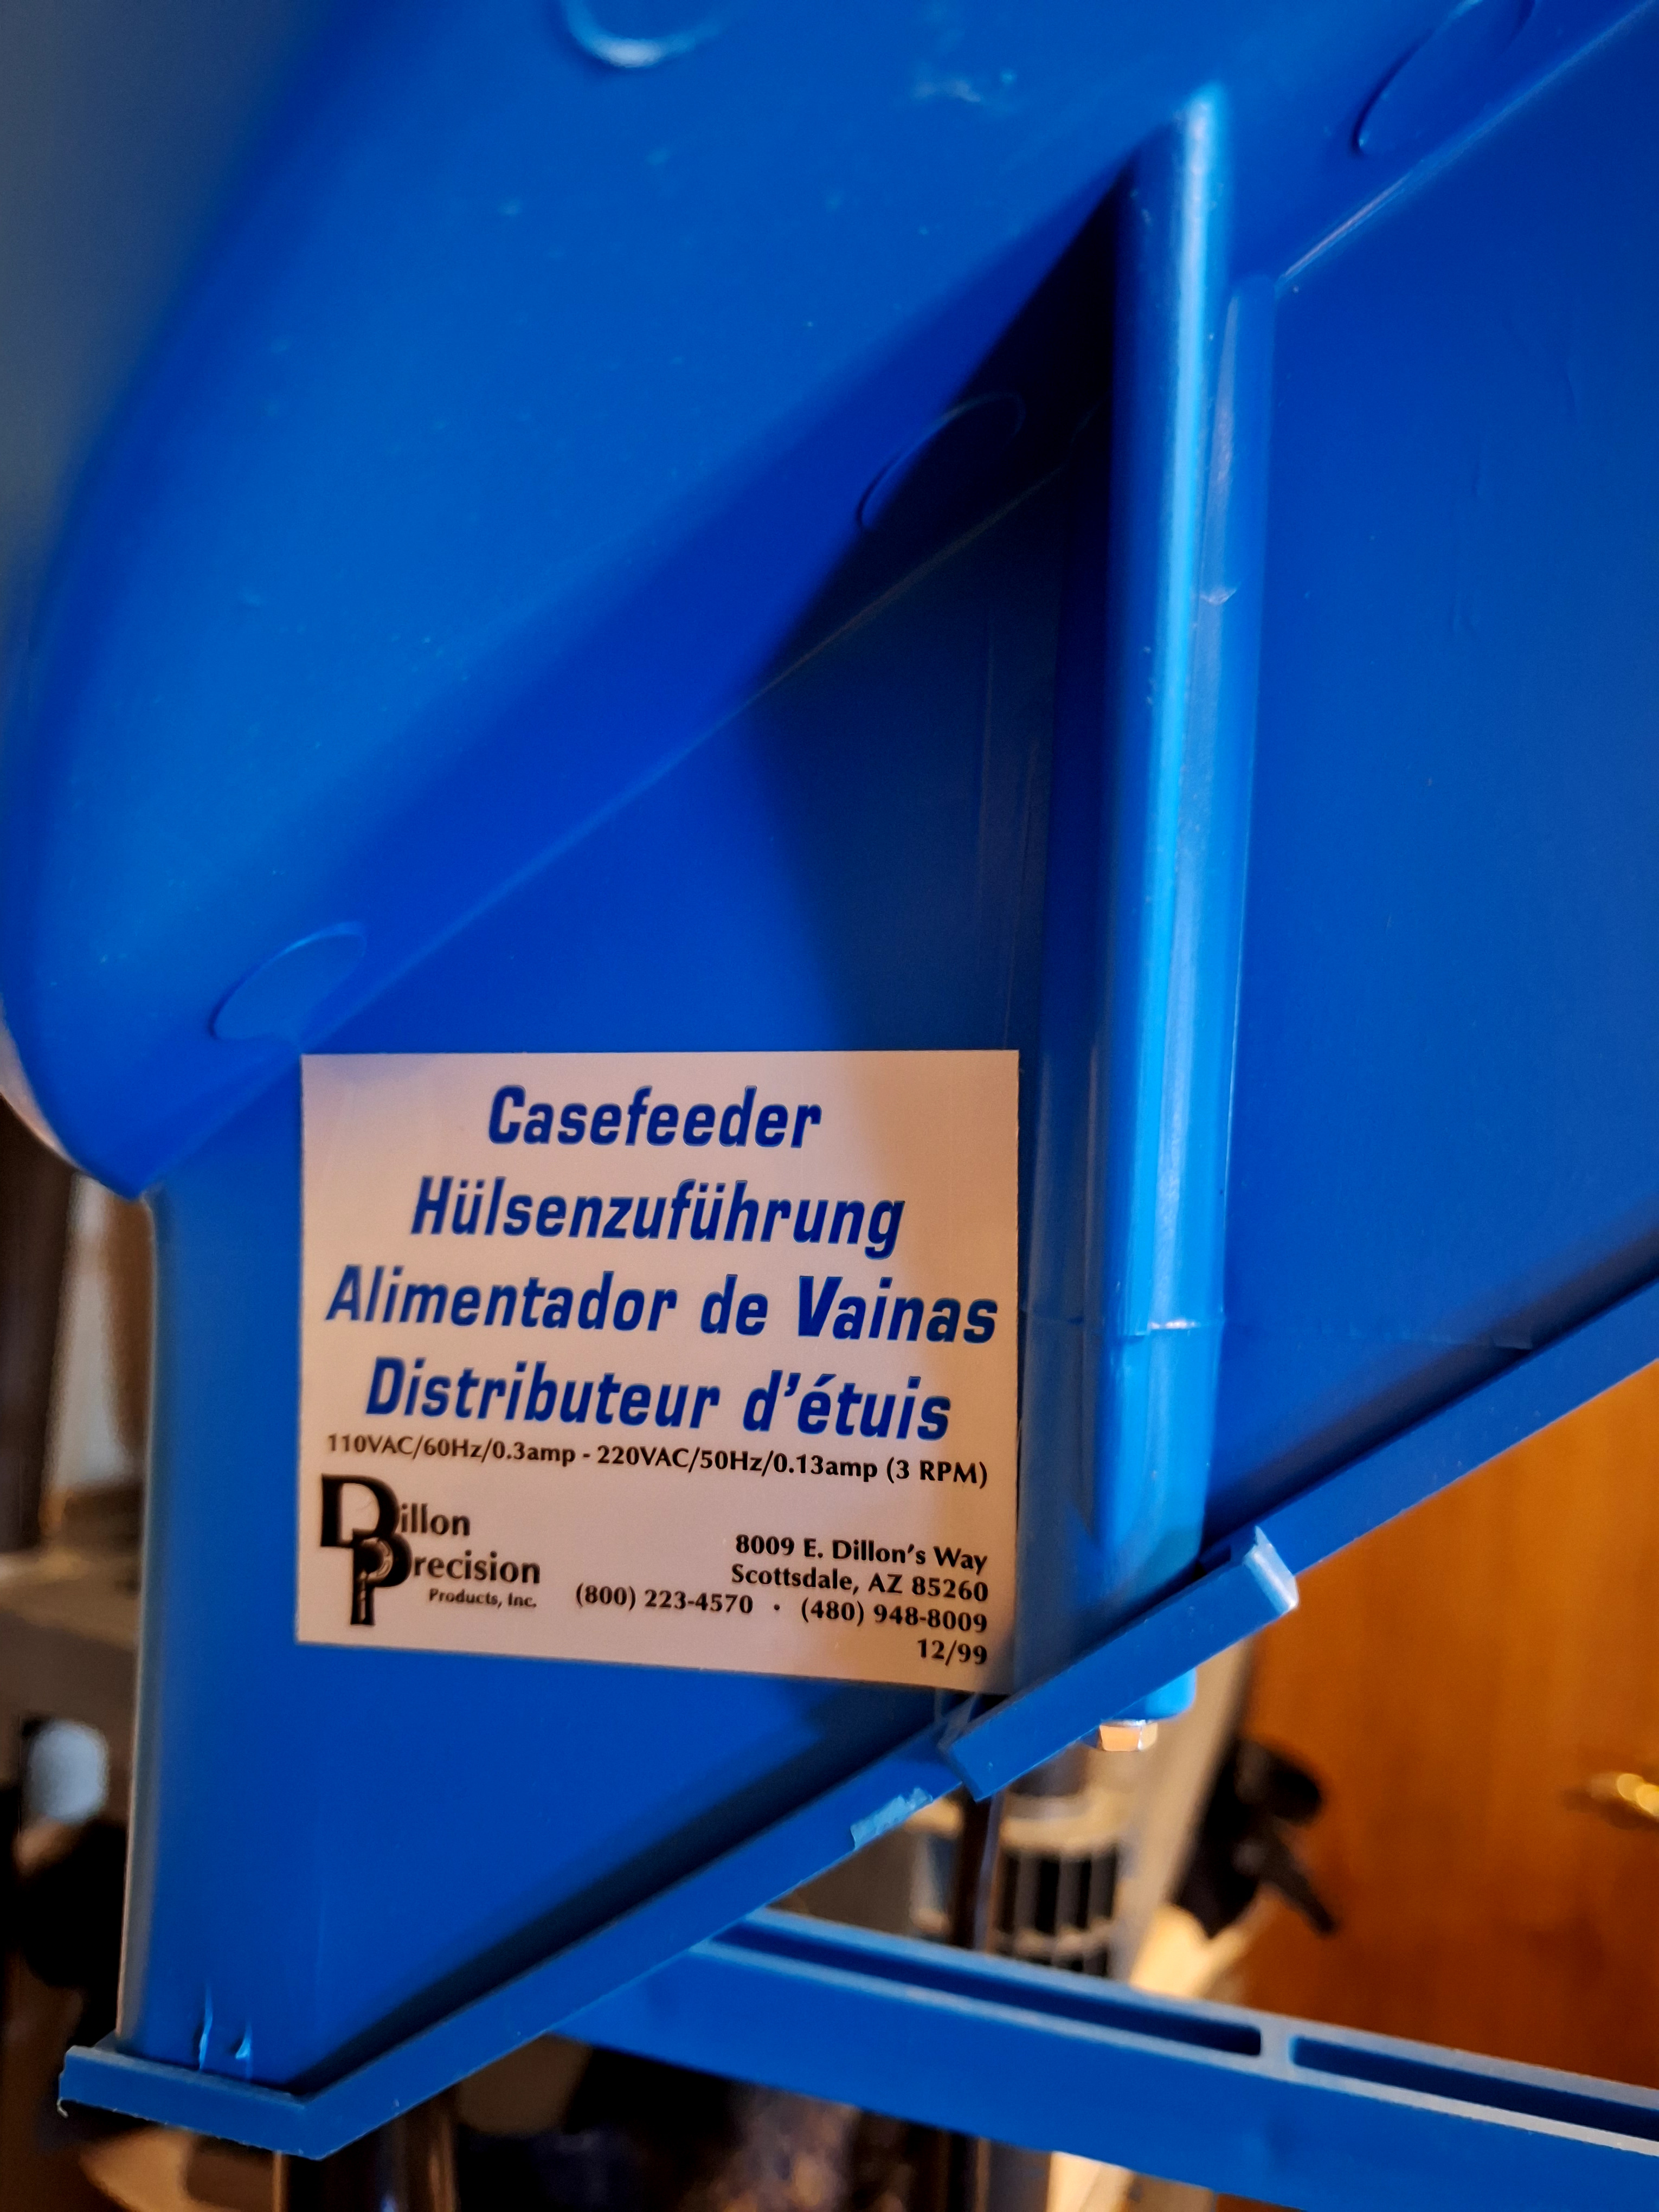 Casefeeder
Hülsenzuführung
Alimentador de Vainas
Distributeur d'étuis
110VAC/60Hz/0.3amp - 220VAC/50Hz/0.13amp (3 RPM)
Dillon
Precision
Products, Inc.
8009 E. Dillon's Way
Scottsdale, AZ 85260
(800) 223-4570 • (480) 948-8009
12/99